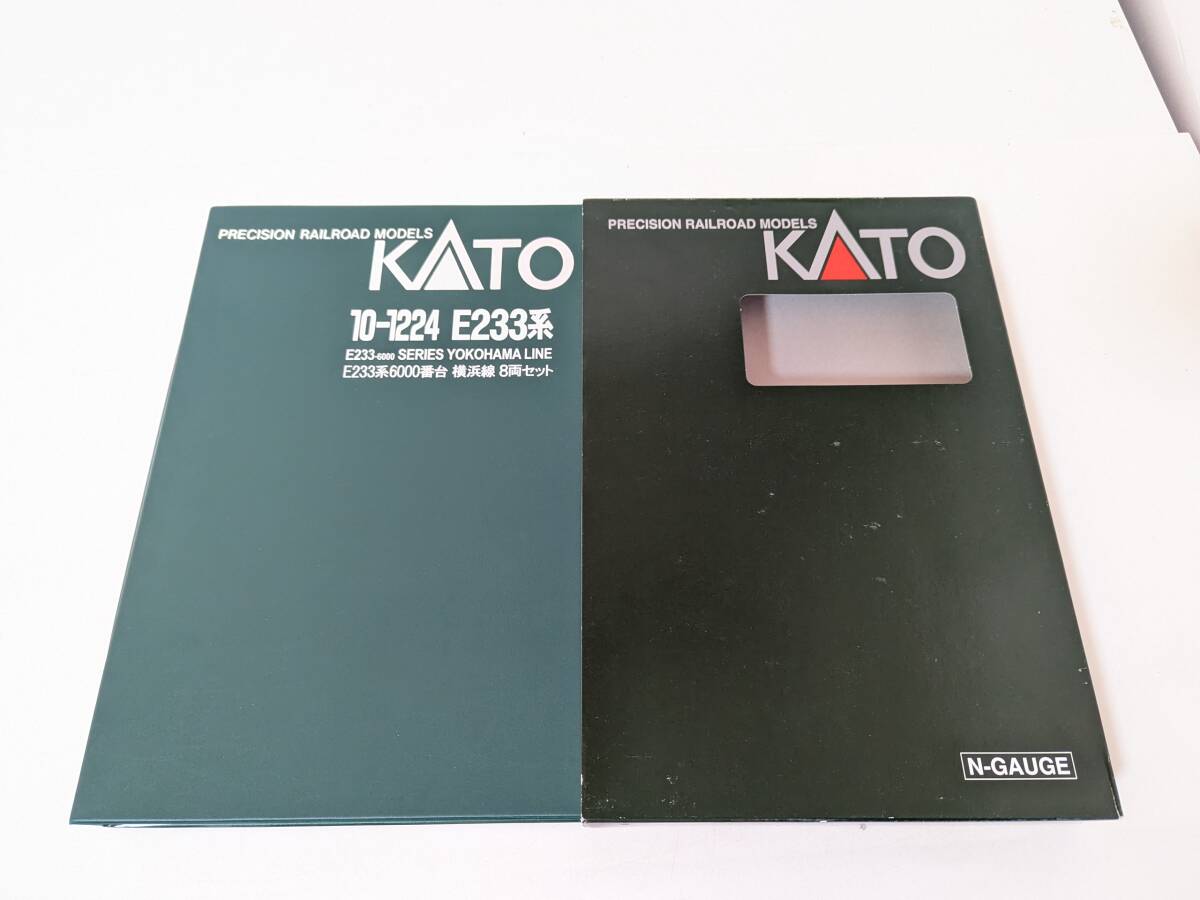 PRECISION RAILROAD MODELS
KATO
10-1224 E233系
E233-6000 SERIES YOKOHAMA LINE
E233系6000番台 横浜線 8両セット
PRECISION RAILROAD MODELS
KATO
N-GAUGE